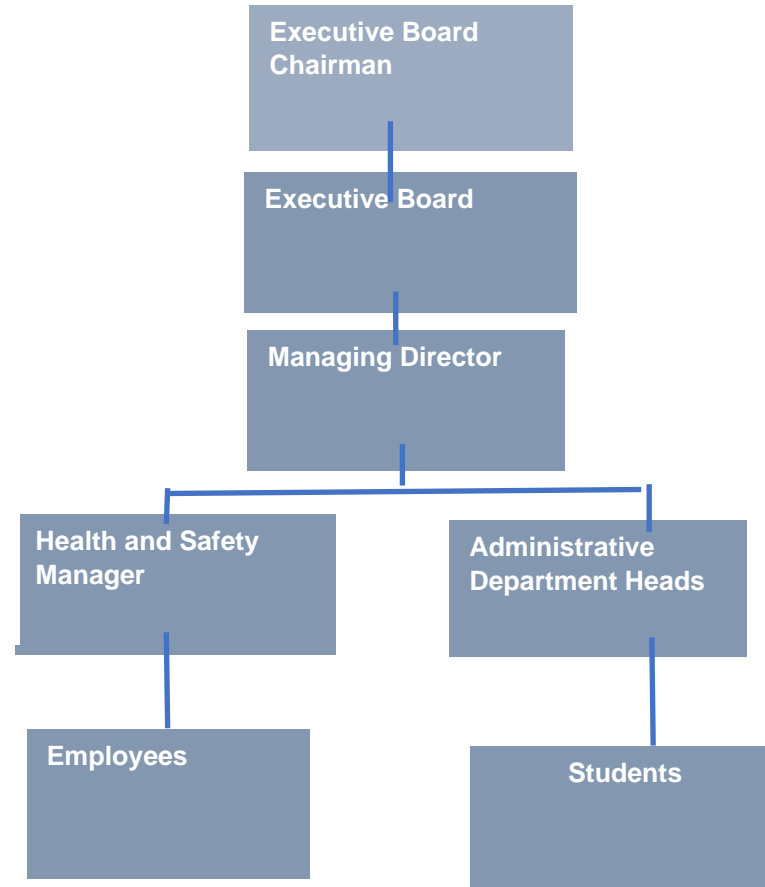 Executive Board
Chairman
Executive Board
Managing Director
Health and Safety
Manager
Administrative
Department Heads
Employees
Students